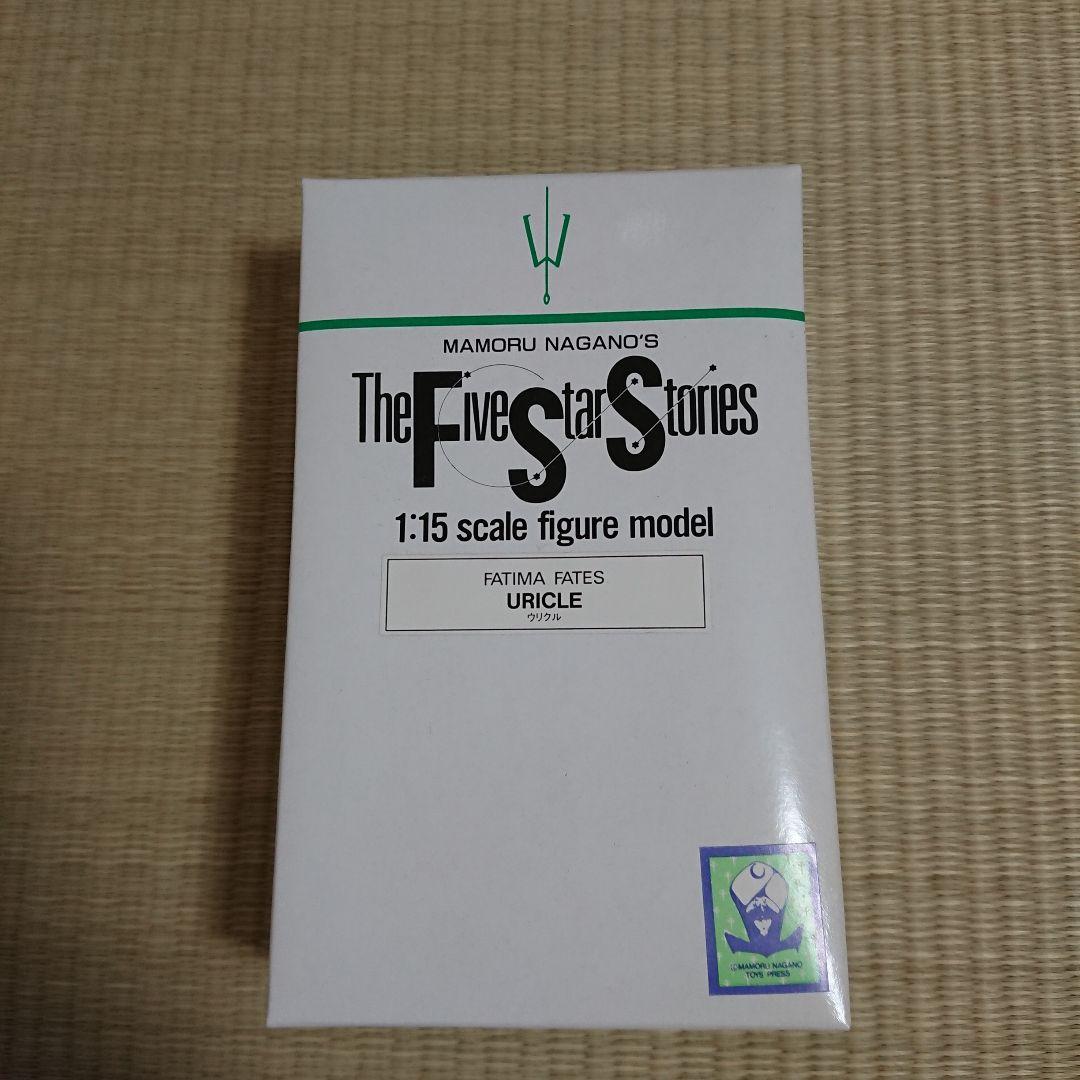 MAMORU NAGANO'S
The Five Star Stories
1:15 scale figure model
FATIMA FATES
URICLE
ウリクル
©MAMORU NAGANO
TOYS PRESS